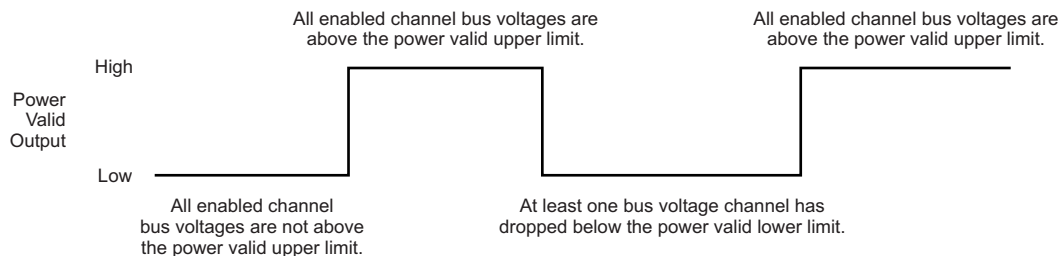 All enabled channel bus voltages are
above the power valid upper limit.
All enabled channel bus voltages are
above the power valid upper limit.
High
Power
Valid
Output
Low
All enabled channel
bus voltages are not above
the power valid upper limit.
At least one bus voltage channel has
dropped below the power valid lower limit.